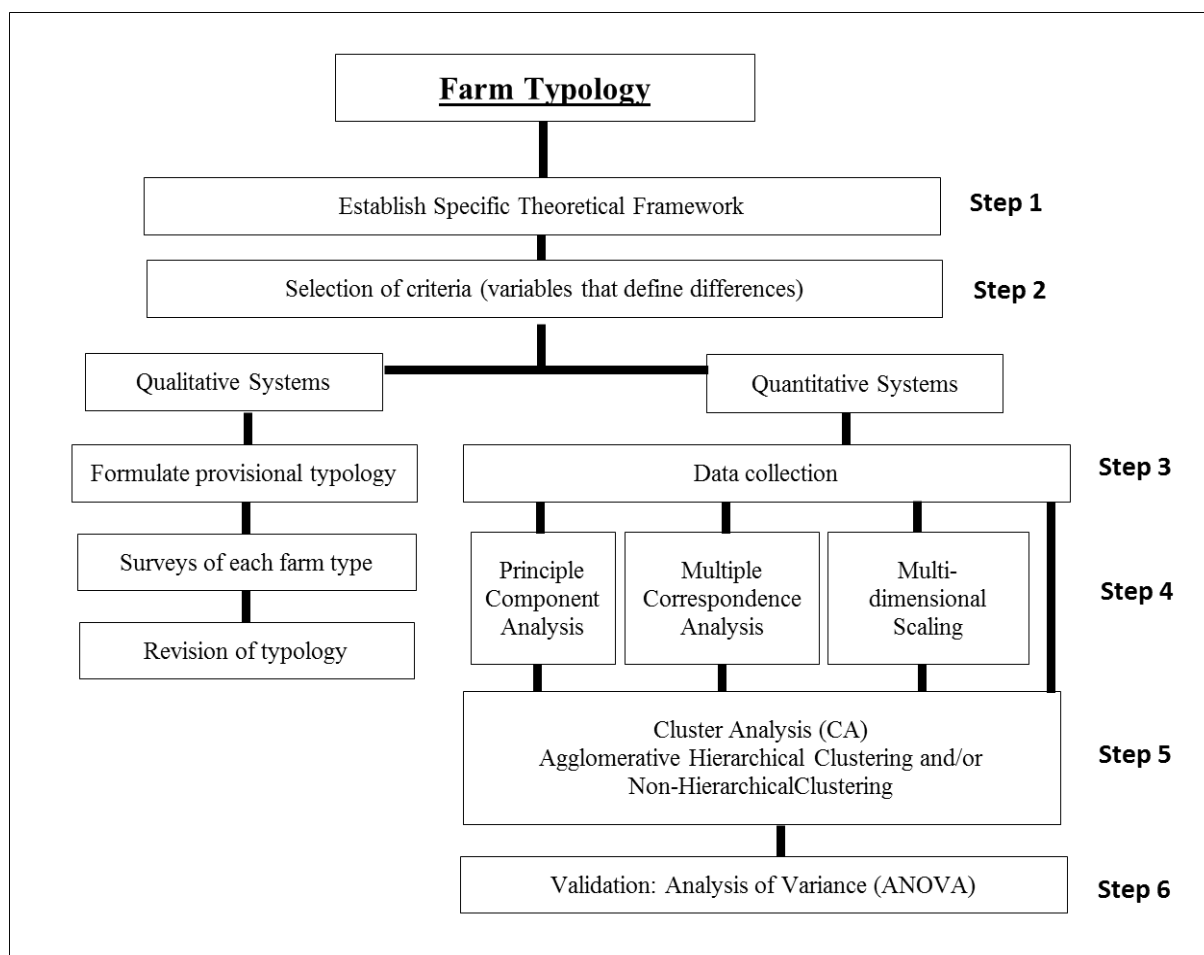 Farm Typology
Establish Specific Theoretical Framework
Step 1
Selection of criteria (variables that define differences)
Step 2
Qualitative Systems
Quantitative Systems
Formulate provisional typology
Data collection
Step 3
Surveys of each farm type
Revision of typology
Principle
Component
Analysis
Multiple
Correspondence
Analysis
Multi-
dimensional
Scaling
Step 4
Cluster Analysis (CA)
Agglomerative Hierarchical Clustering and/or
Non-HierarchicalClustering
Step 5
Validation: Analysis of Variance (ANOVA)
Step 6